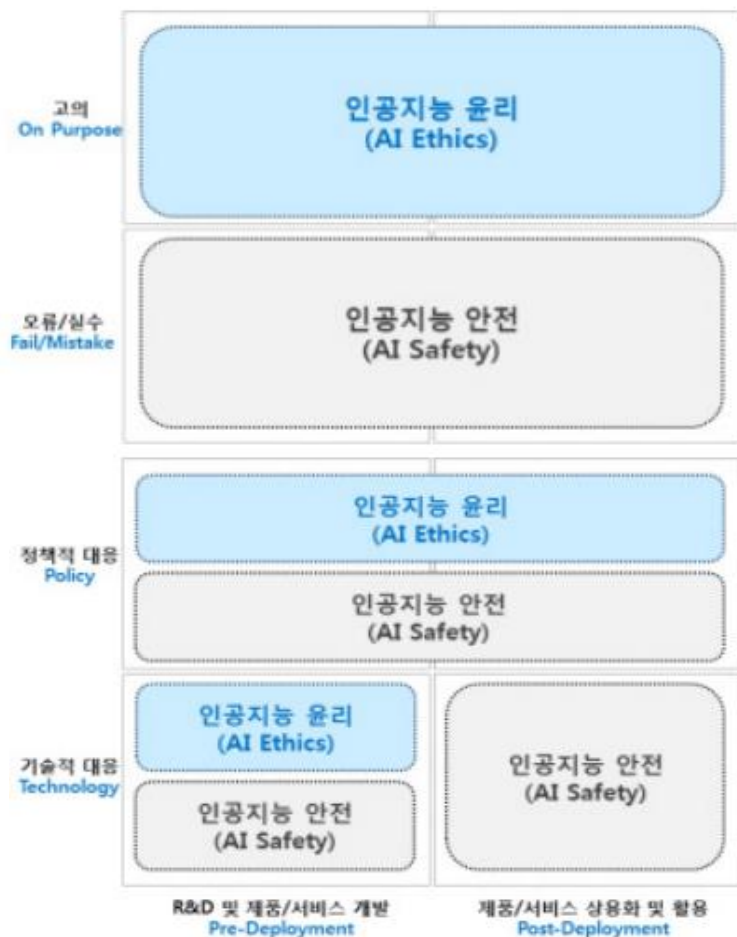 고의
On Purpose
인공지능 윤리
(AI Ethics)
오류/실수
Fail/Mistake
인공지능 안전
(AI Safety)
정책적 대응
Policy
인공지능 윤리
(AI Ethics)
인공지능 안전
(AI Safety)
기술적 대응
Technology
인공지능 윤리
(AI Ethics)
인공지능 안전
(AI Safety)
인공지능 안전
(AI Safety)
R&D 및 제품/서비스 개발
Pre-Deployment
제품/서비스 상용화 및 활용
Post-Deployment